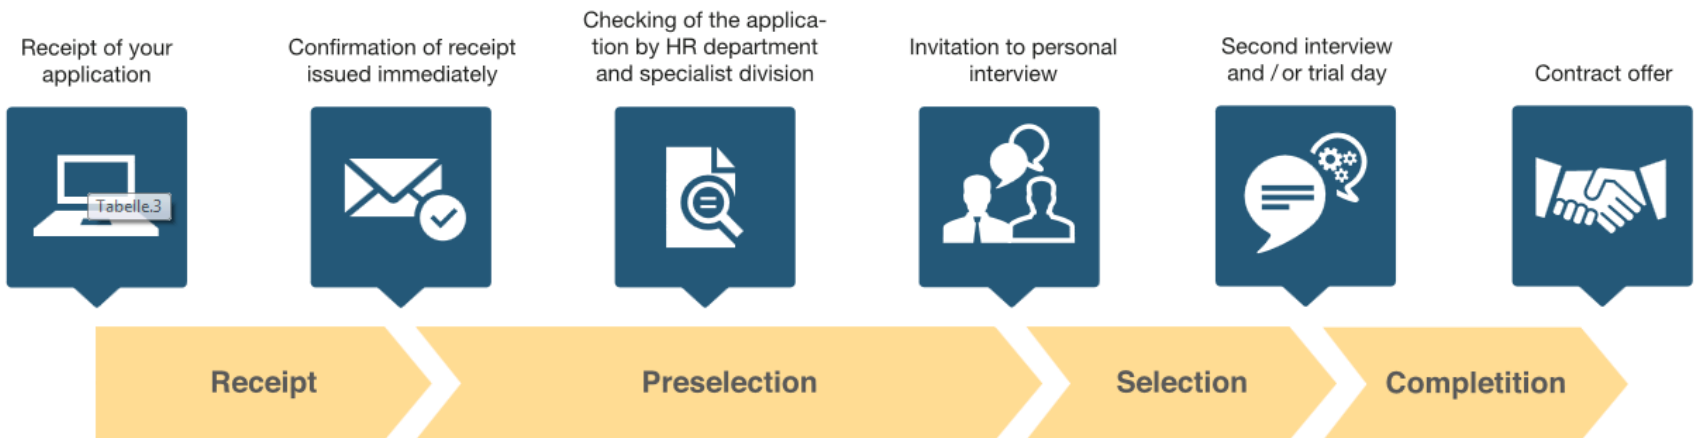 Receipt of your
application
Confirmation of receipt
issued immediately
Checking of the applica-
tion by HR department
and specialist division
Invitation to personal
interview
Second interview
and / or trial day
Contract offer
Tabelle.3
Receipt
Preselection
Selection
Completition